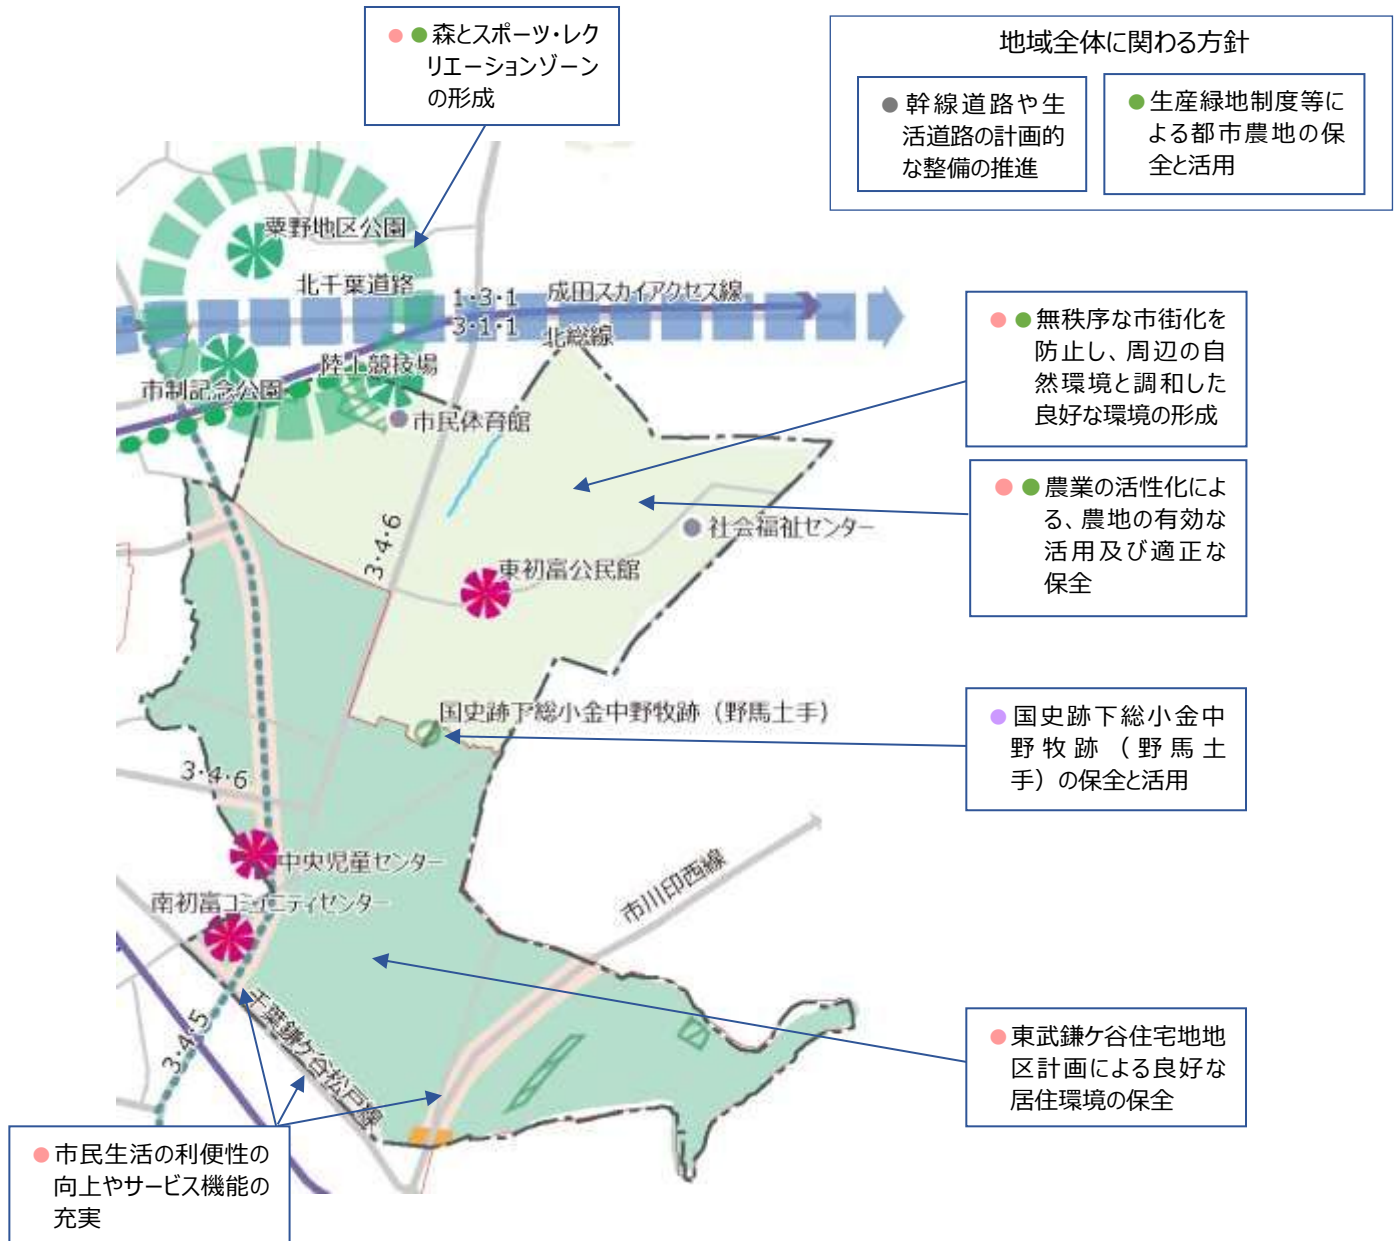 ●●森とスポーツ・レク
リエーションゾーン
の形成
地域全体に関わる方針
●幹線道路や生
活道路の計画的
な整備の推進
●生産緑地制度等に
よる都市農地の保
全と活用
粟野地区公園
北千葉道路
1・3・1
3・1・1
成田スカイアクセス線
北総線
陸上競技場
市制記念公園
市民体育館
●●無秩序な市街化を
防止し、周辺の自
然環境と調和した
良好な環境の形成
●●農業の活性化によ
る、農地の有効な
活用及び適正な
保全
3・4・6
社会福祉センター
東初富公民館
国史跡下総小金中野牧跡（野馬土手）
●国史跡下総小金中
野牧跡（野馬土
手）の保全と活用
3・4・6
中央児童センター
南初富コミュニティセンター
市川印西線
千葉鎌ケ谷松戸線
3・4・5
●東武鎌ケ谷住宅地地
区計画による良好な
居住環境の保全
●市民生活の利便性の
向上やサービス機能の
充実